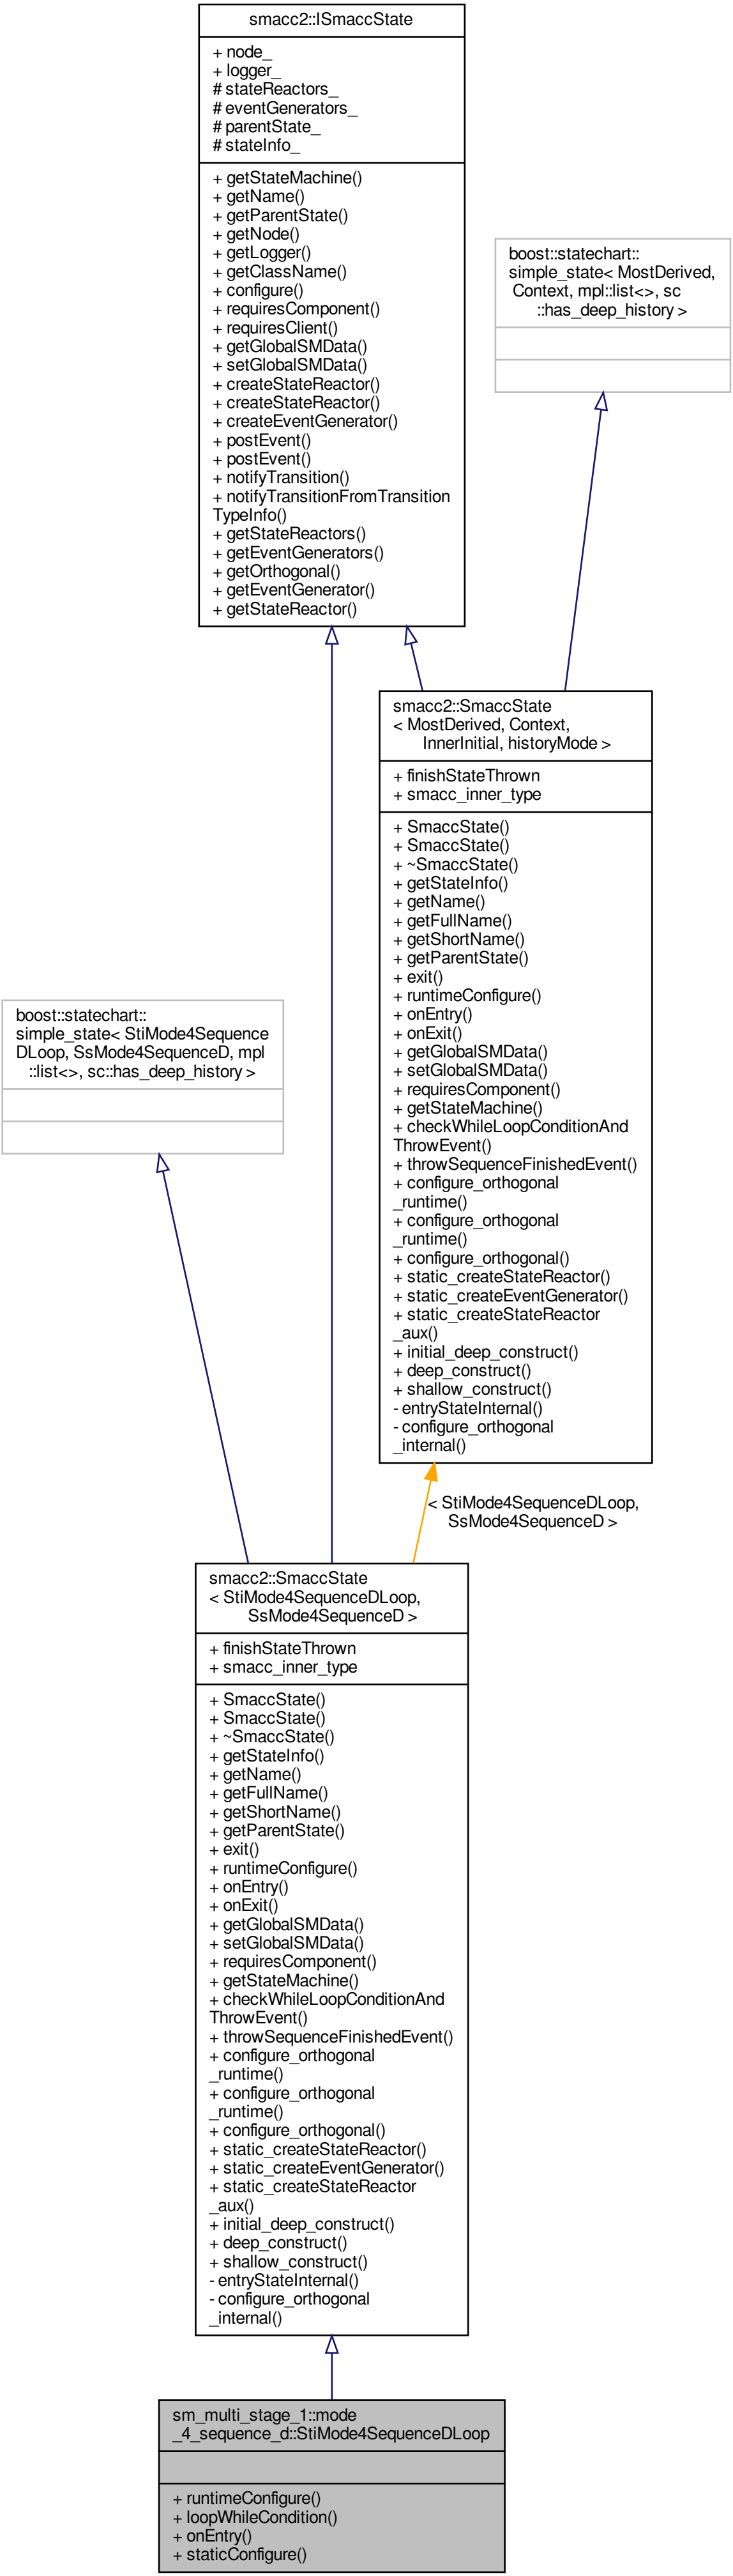 smacc2::ISmaccState
+ node_
+ logger_
# stateReactors_
# eventGenerators_
# parentState_
# stateInfo_
+ getStateMachine()
+ getName()
+ getParentState()
+ getNode()
+ getLogger()
+ getClassName()
+ configure()
+ requiresComponent()
+ requiresClient()
+ getGlobalSMData()
+ setGlobalSMData()
+ createStateReactor()
+ createStateReactor()
+ createEventGenerator()
+ postEvent()
+ postEvent()
+ notifyTransition()
+ notifyTransitionFromTransition
TypeInfo()
+ getStateReactors()
+ getEventGenerators()
+ getOrthogonal()
+ getEventGenerator()
+ getStateReactor()
boost::statechart::
simple_state< MostDerived,
Context, mpl::list<>, sc
::has_deep_history >
smacc2::SmaccState
< MostDerived, Context,
InnerInitial, historyMode >
+ finishStateThrown
+ smacc_inner_type
+ SmaccState()
+ SmaccState()
+ ~SmaccState()
+ getStateInfo()
+ getName()
+ getFullName()
+ getShortName()
+ getParentState()
+ exit()
+ runtimeConfigure()
+ onEntry()
+ onExit()
+ getGlobalSMData()
+ setGlobalSMData()
+ requiresComponent()
+ getStateMachine()
+ checkWhileLoopConditionAnd
ThrowEvent()
+ throwSequenceFinishedEvent()
+ configure_orthogonal
_runtime()
+ configure_orthogonal
_runtime()
+ configure_orthogonal()
+ static_createStateReactor()
+ static_createEventGenerator()
+ static_createStateReactor
_aux()
+ initial_deep_construct()
+ deep_construct()
+ shallow_construct()
- entryStateInternal()
- configure_orthogonal
_internal()
boost::statechart::
simple_state< StiMode4Sequence
DLoop, SsMode4SequenceD, mpl
::list<>, sc::has_deep_history >
< StiMode4SequenceDLoop,
SsMode4SequenceD >
smacc2::SmaccState
< StiMode4SequenceDLoop,
SsMode4SequenceD >
+ finishStateThrown
+ smacc_inner_type
+ SmaccState()
+ SmaccState()
+ ~SmaccState()
+ getStateInfo()
+ getName()
+ getFullName()
+ getShortName()
+ getParentState()
+ exit()
+ runtimeConfigure()
+ onEntry()
+ onExit()
+ getGlobalSMData()
+ setGlobalSMData()
+ requiresComponent()
+ getStateMachine()
+ checkWhileLoopConditionAnd
ThrowEvent()
+ throwSequenceFinishedEvent()
+ configure_orthogonal
_runtime()
+ configure_orthogonal
_runtime()
+ configure_orthogonal()
+ static_createStateReactor()
+ static_createEventGenerator()
+ static_createStateReactor
_aux()
+ initial_deep_construct()
+ deep_construct()
+ shallow_construct()
- entryStateInternal()
- configure_orthogonal
_internal()
sm_multi_stage_1::mode
_4_sequence_d::StiMode4SequenceDLoop
+ runtimeConfigure()
+ loopWhileCondition()
+ onEntry()
+ staticConfigure()